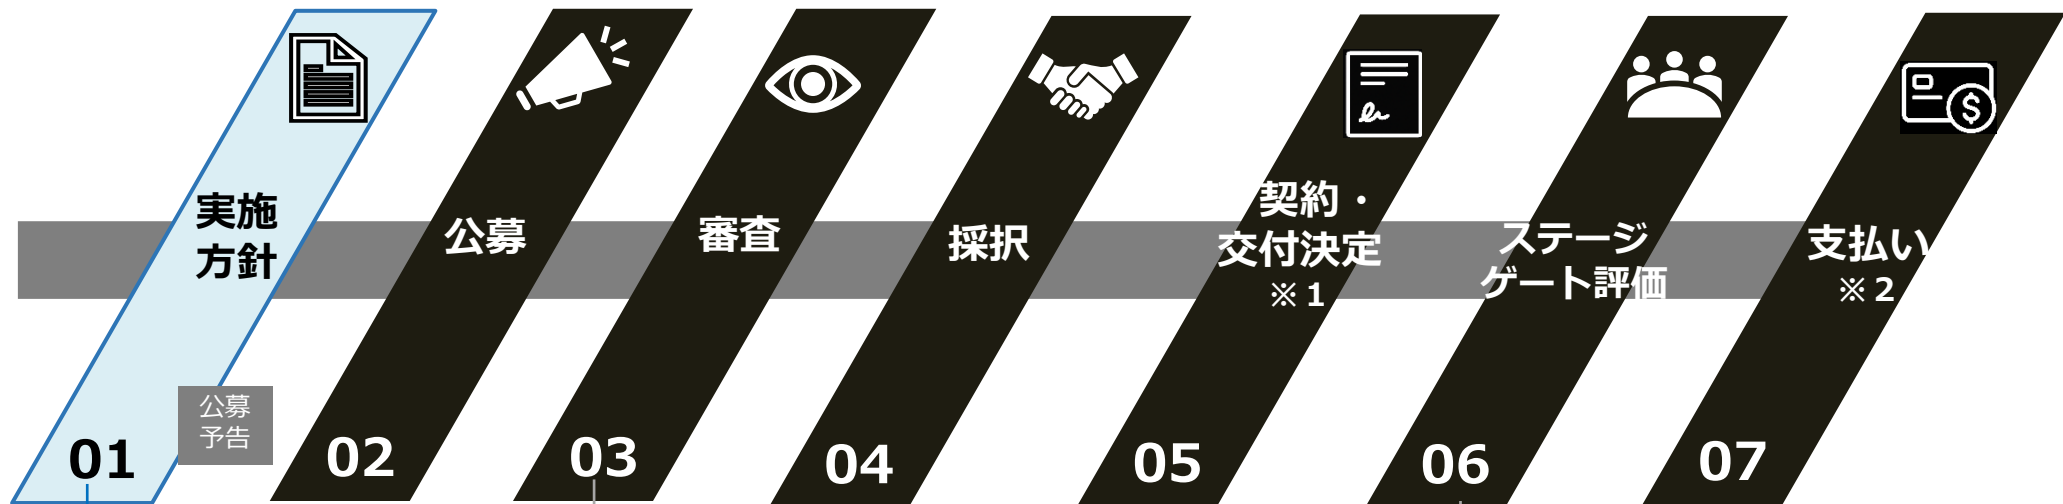 実施
方針
公募
予告
01
公募
02
審査
03
採択
04
契約・
交付決定
※1
05
ステージ
ゲート評価
06
$
支払い
※2
07